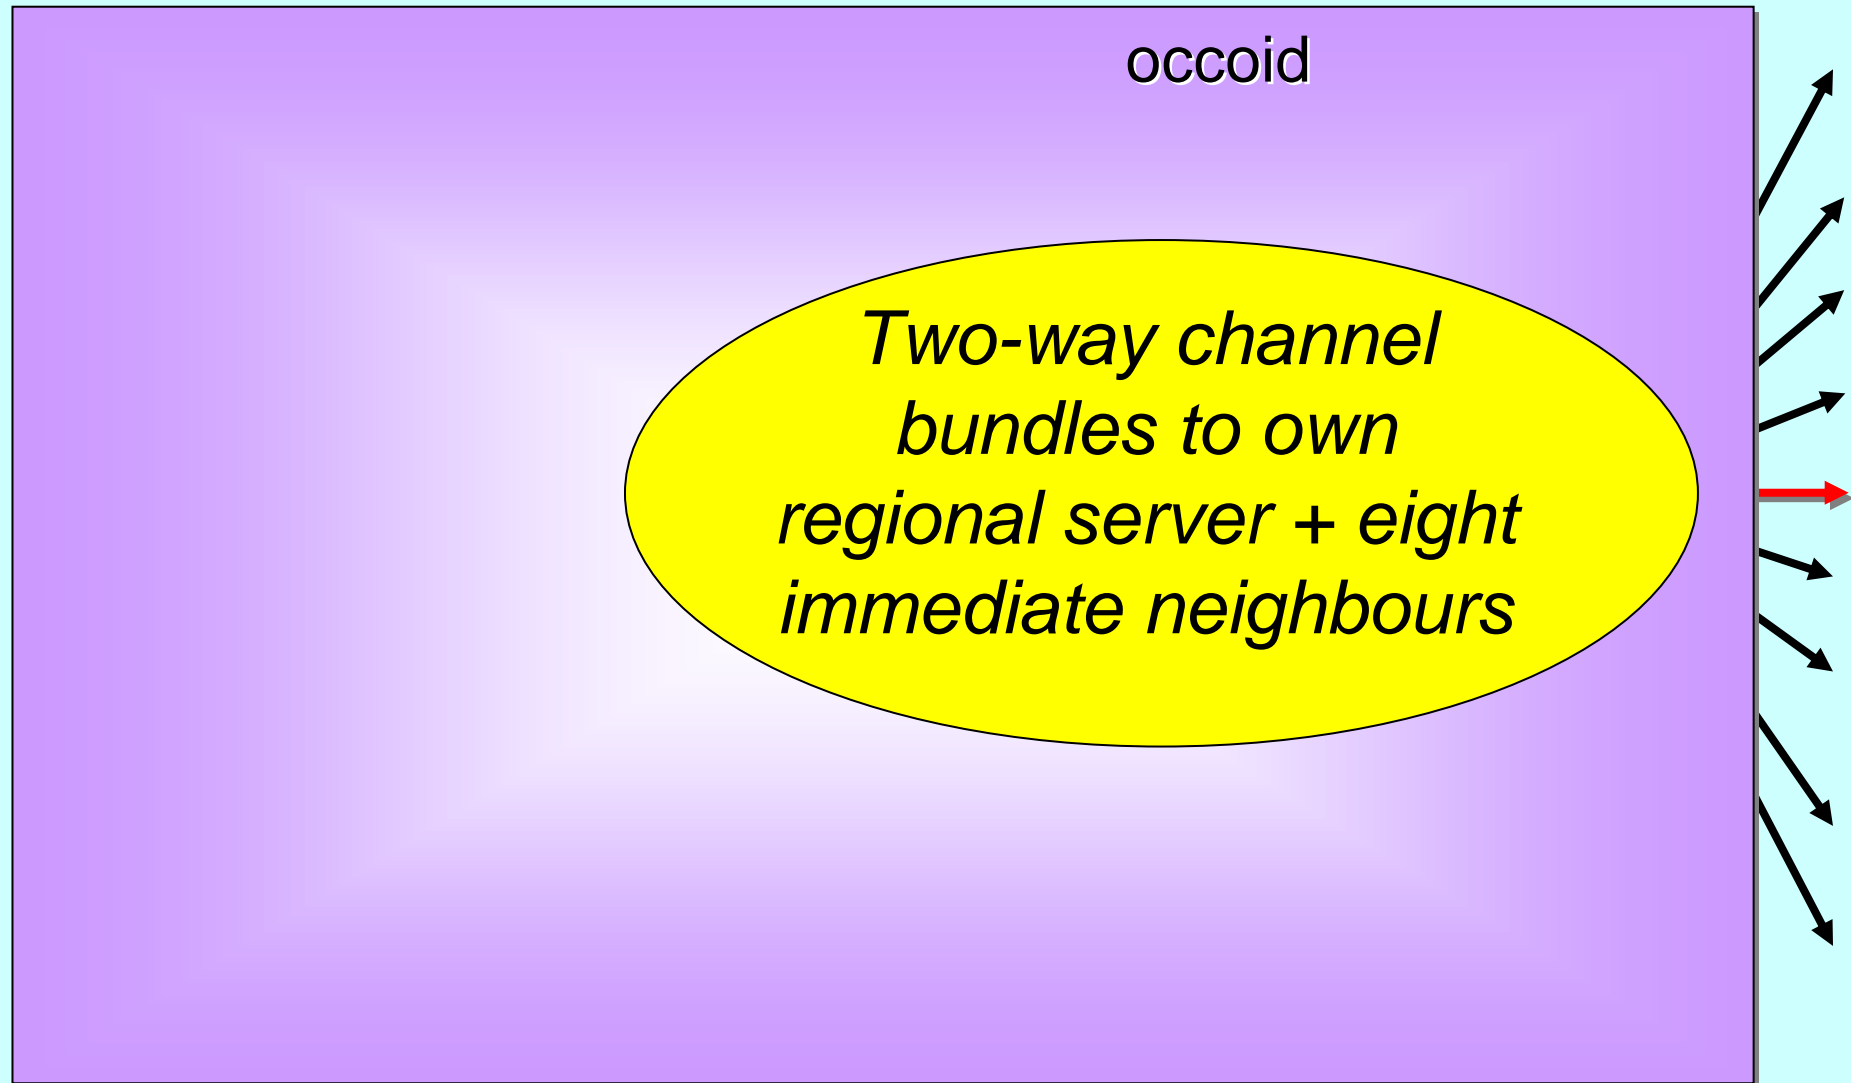 occoid
Two-way channel
bundles to own
regional server + eight
immediate neighbours